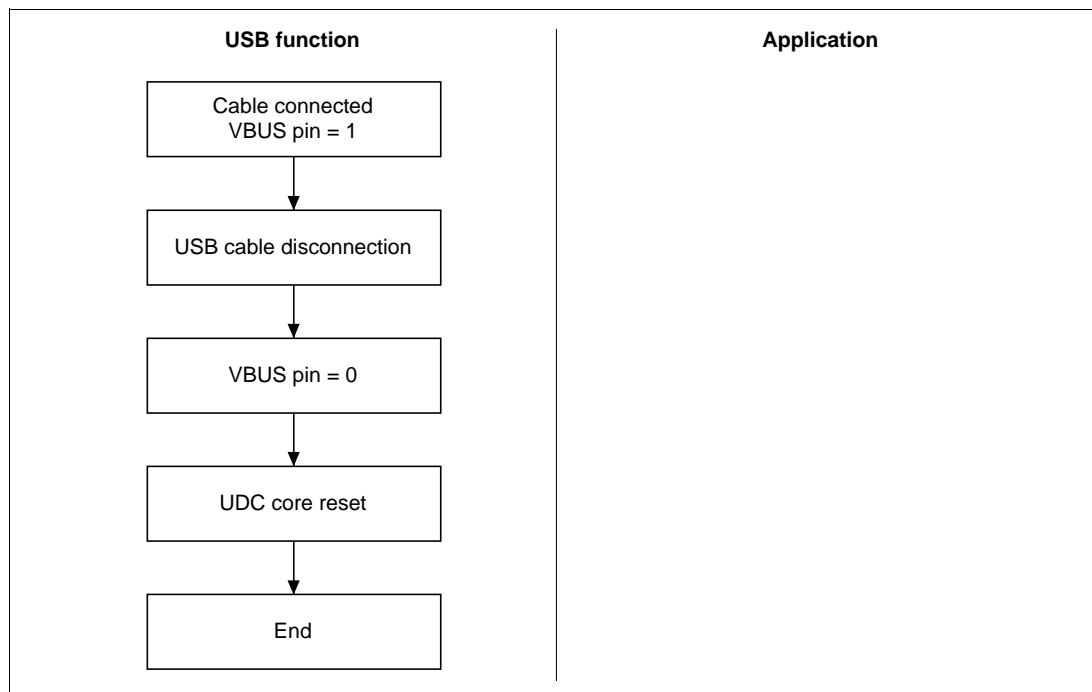 USB function
Application
Cable connected
VBUS pin = 1
USB cable disconnection
VBUS pin = 0
UDC core reset
End